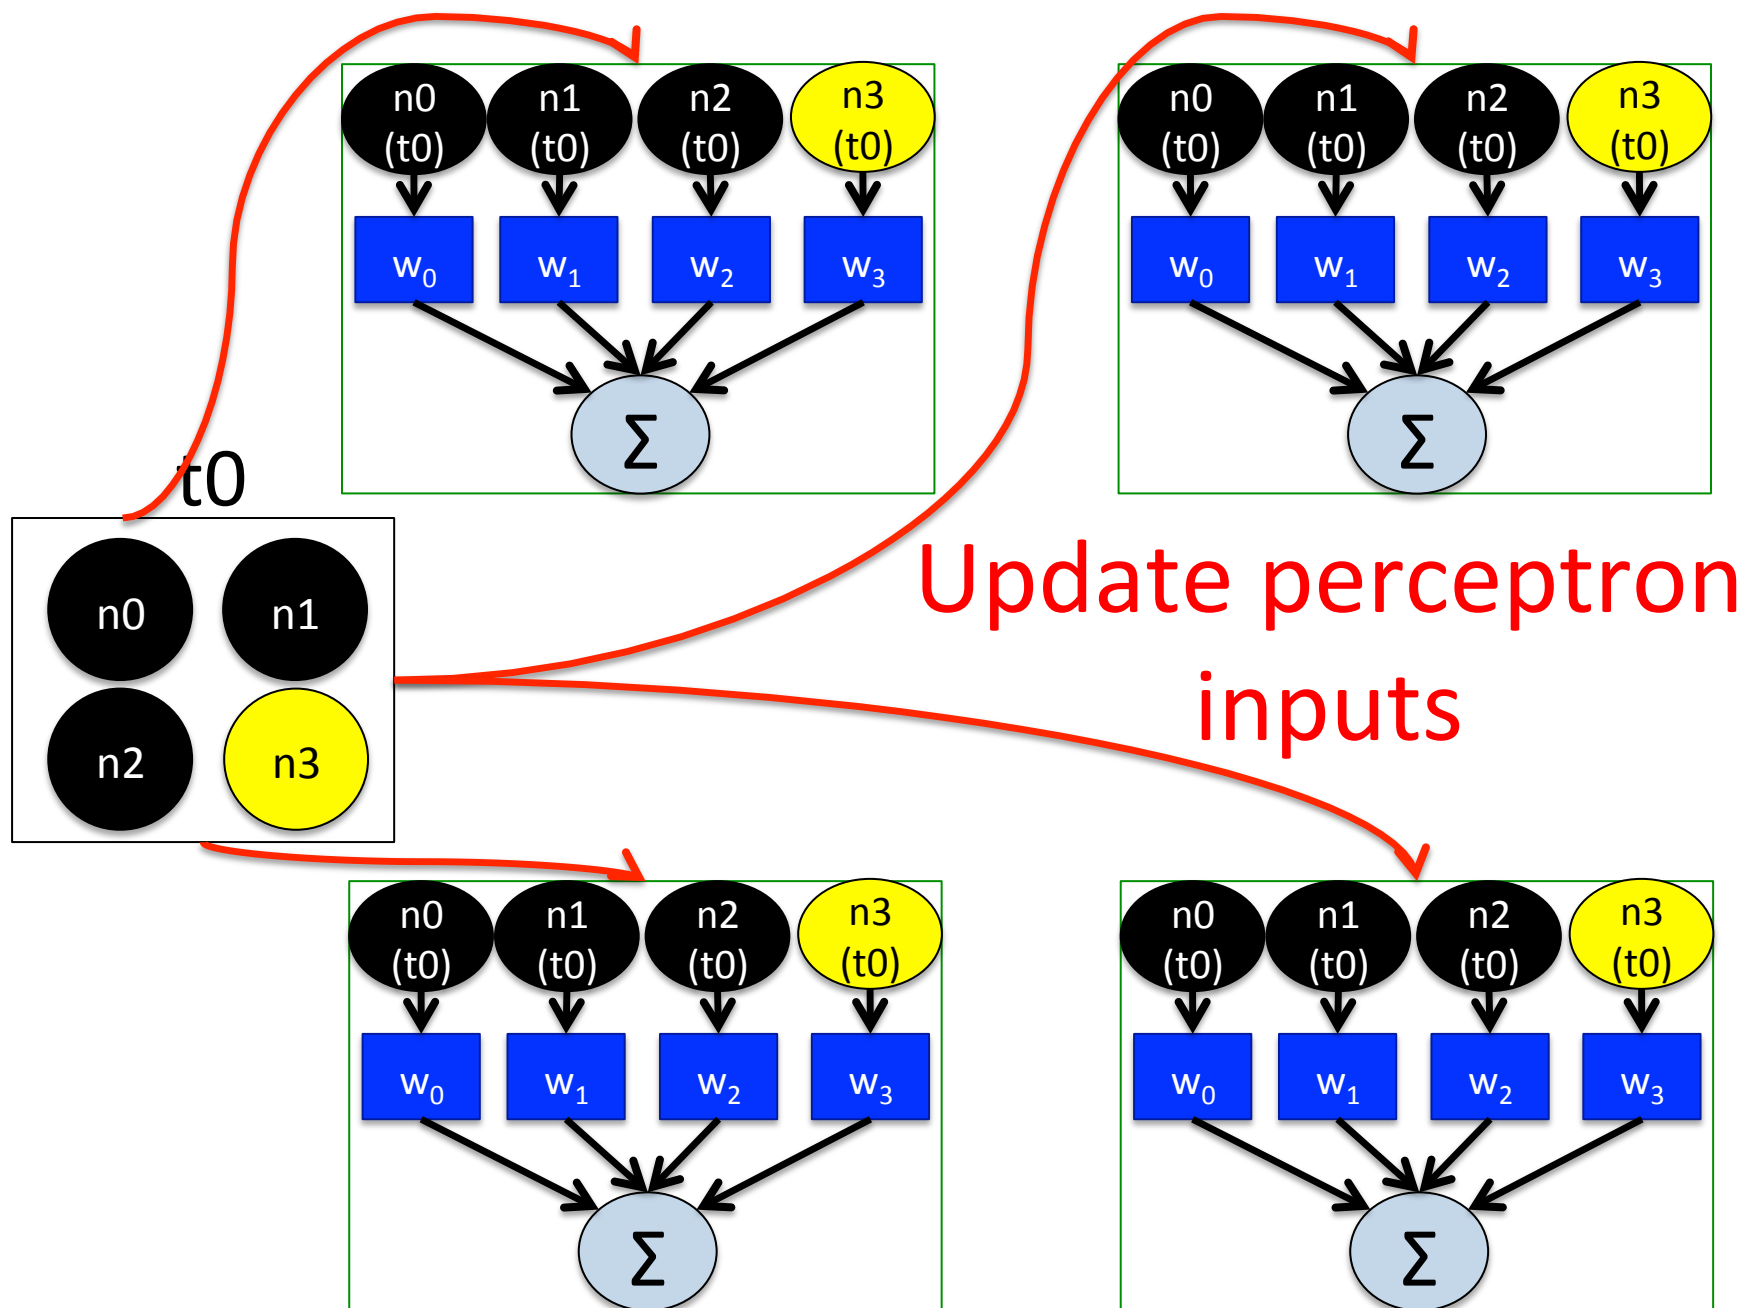 n0 n1 n2 n3
(t0) (t0) (t0) (t0)
w0 w1 w2 w3
Σ
n0 n1 n2 n3
(t0) (t0) (t0) (t0)
w0 w1 w2 w3
Σ
t0
n0 n1
n2 n3
Update perceptron
inputs
n0 n1 n2 n3
(t0) (t0) (t0) (t0)
w0 w1 w2 w3
Σ
n0 n1 n2 n3
(t0) (t0) (t0) (t0)
w0 w1 w2 w3
Σ